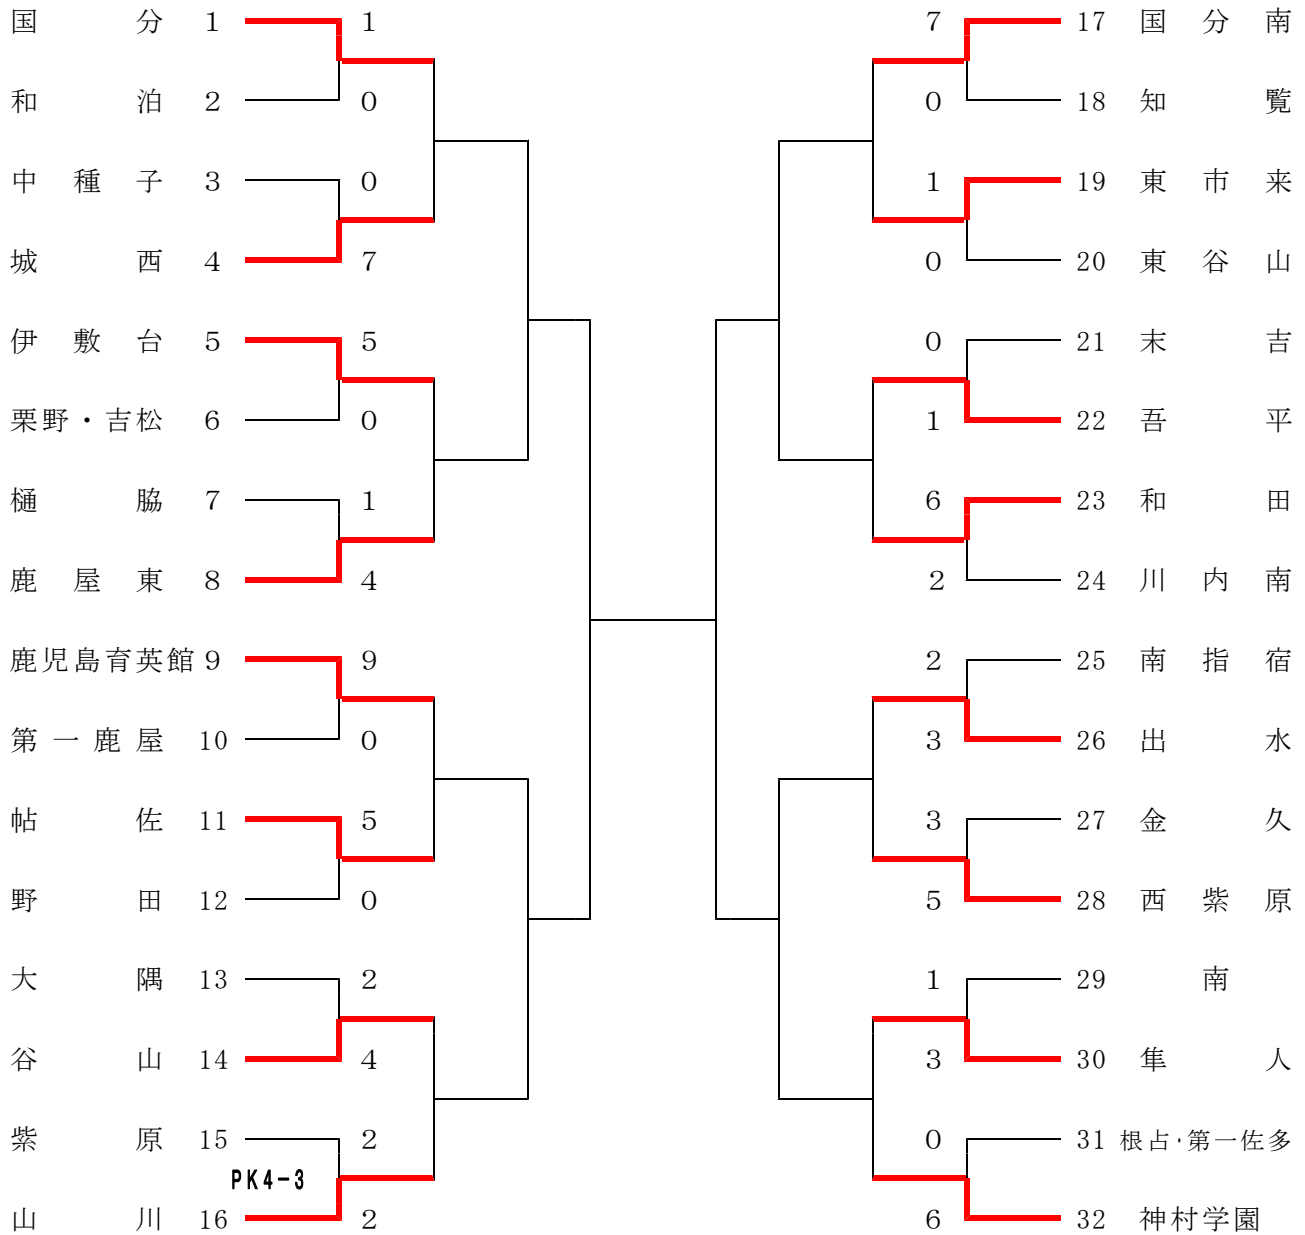 国分 1 1
和泊 2 0
中種子 3 0
城西 4 7
伊敷台 5 5
栗野・吉松 6 0
樋脇 7 1
鹿屋東 8 4
鹿児島育英館 9 9
第一鹿屋 10 0
帖佐 11 5
野田 12 0
大隅 13 2
谷山 14 4
紫原 15 2
PK4-3
山川 16 2
7 17 国分南
0 18 知覧
1 19 東市来
0 20 東谷山
0 21 末吉
1 22 吾平
6 23 和田
2 24 川内南
2 25 南指宿
3 26 出水
3 27 金久
5 28 西紫原
1 29 南
3 30 隼人
0 31 根占・第一佐多
6 32 神村学園